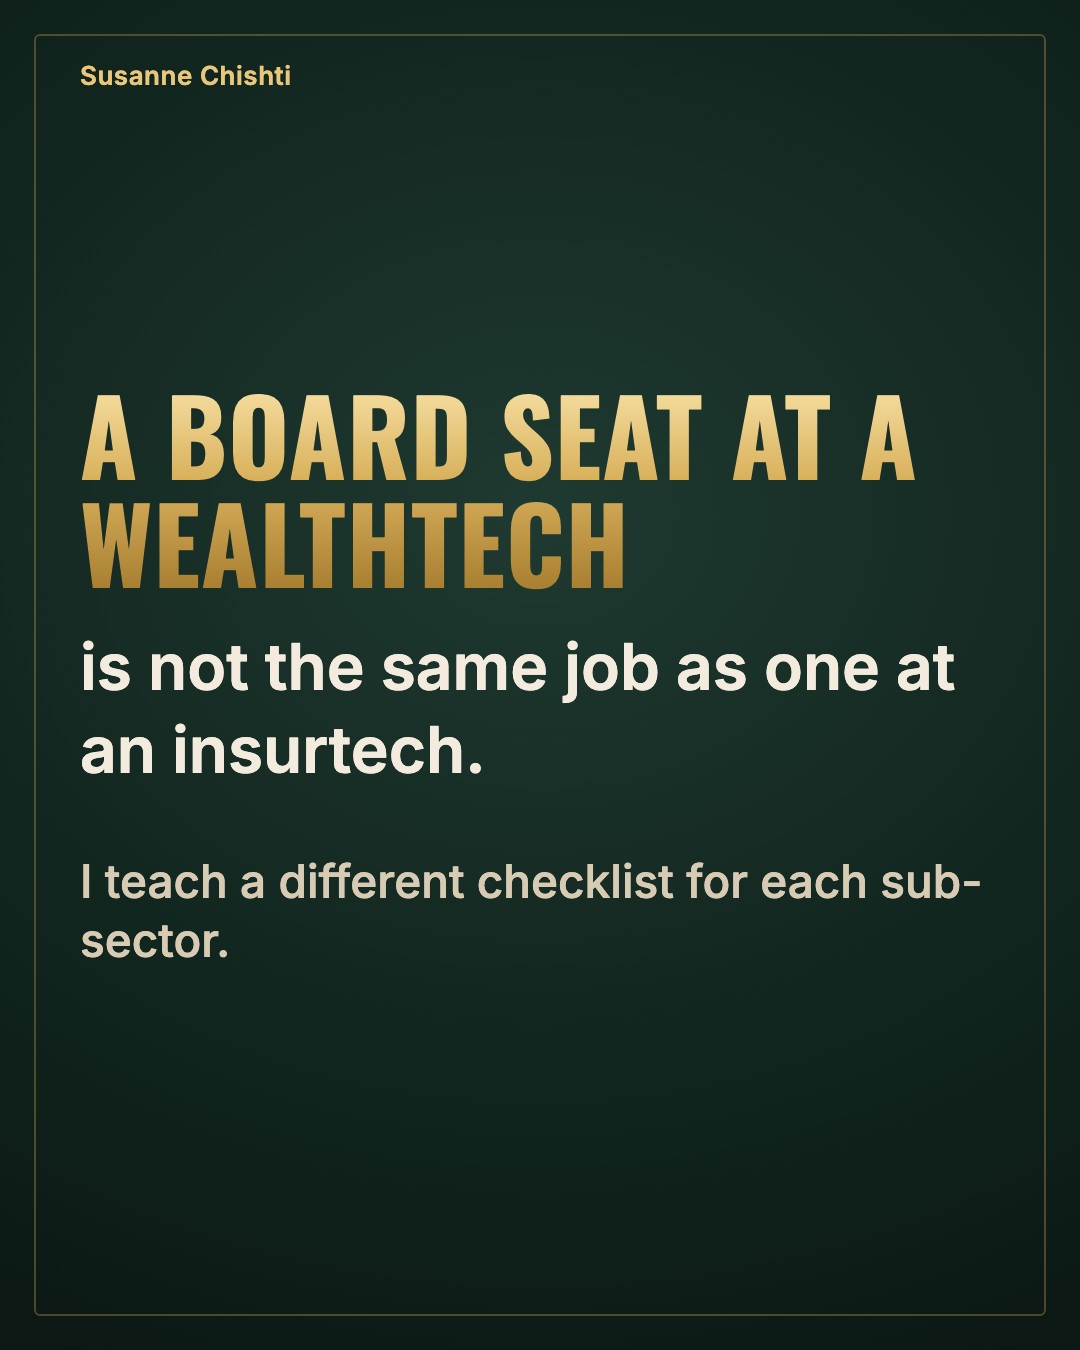 Susanne Chishti
A BOARD SEAT AT A
WEALTHTECH
is not the same job as one at
an insurtech.
I teach a different checklist for each sub-
sector.